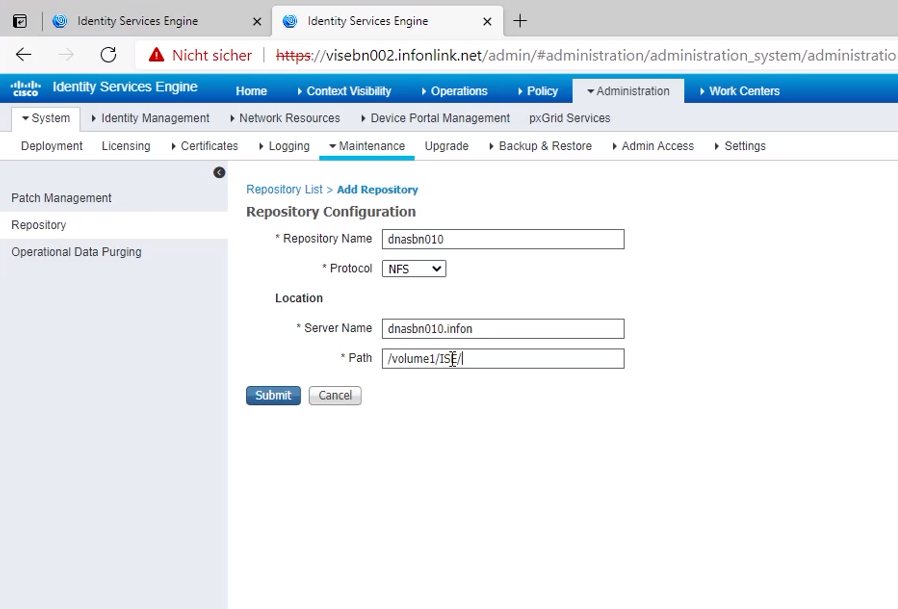 Identity Services Engine
Identity Services Engine
Nicht sicher https://visebn002.infonlink.net/admin/#administration/administration_system/administratio
cisco Identity Services Engine Home Context Visibility Operations Policy Administration Work Centers
System Identity Management Network Resources Device Portal Management pxGrid Services
Deployment Licensing Certificates Logging Maintenance Upgrade Backup & Restore Admin Access Settings
Patch Management
Repository
Operational Data Purging
Repository List > Add Repository
Repository Configuration
* Repository Name dnasbn010
* Protocol NFS
Location
* Server Name dnasbn010.infon
* Path /volume1/ISE/
Submit Cancel